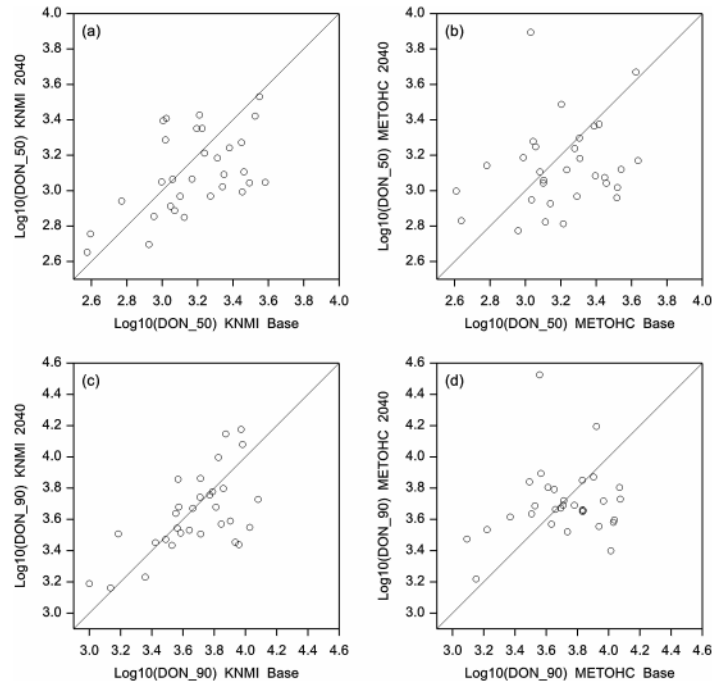 (a)
4.0
3.8
3.6
3.4
3.2
3.0
2.8
2.6
Log10(DON_50) KNMI 2040
2.6 2.8 3.0 3.2 3.4 3.6 3.8 4.0
Log10(DON_50) KNMI Base
(b)
4.0
3.8
3.6
3.4
3.2
3.0
2.8
2.6
Log10(DON_50) METOHC 2040
2.6 2.8 3.0 3.2 3.4 3.6 3.8 4.0
Log10(DON_50) METOHC Base
(c)
4.6
4.4
4.2
4.0
3.8
3.6
3.4
3.2
3.0
Log10(DON_90) KNMI 2040
3.0 3.2 3.4 3.6 3.8 4.0 4.2 4.4 4.6
Log10(DON_90) KNMI Base
(d)
4.6
4.4
4.2
4.0
3.8
3.6
3.4
3.2
3.0
Log10(DON_90) METOHC 2040
3.0 3.2 3.4 3.6 3.8 4.0 4.2 4.4 4.6
Log10(DON_90) METOHC Base